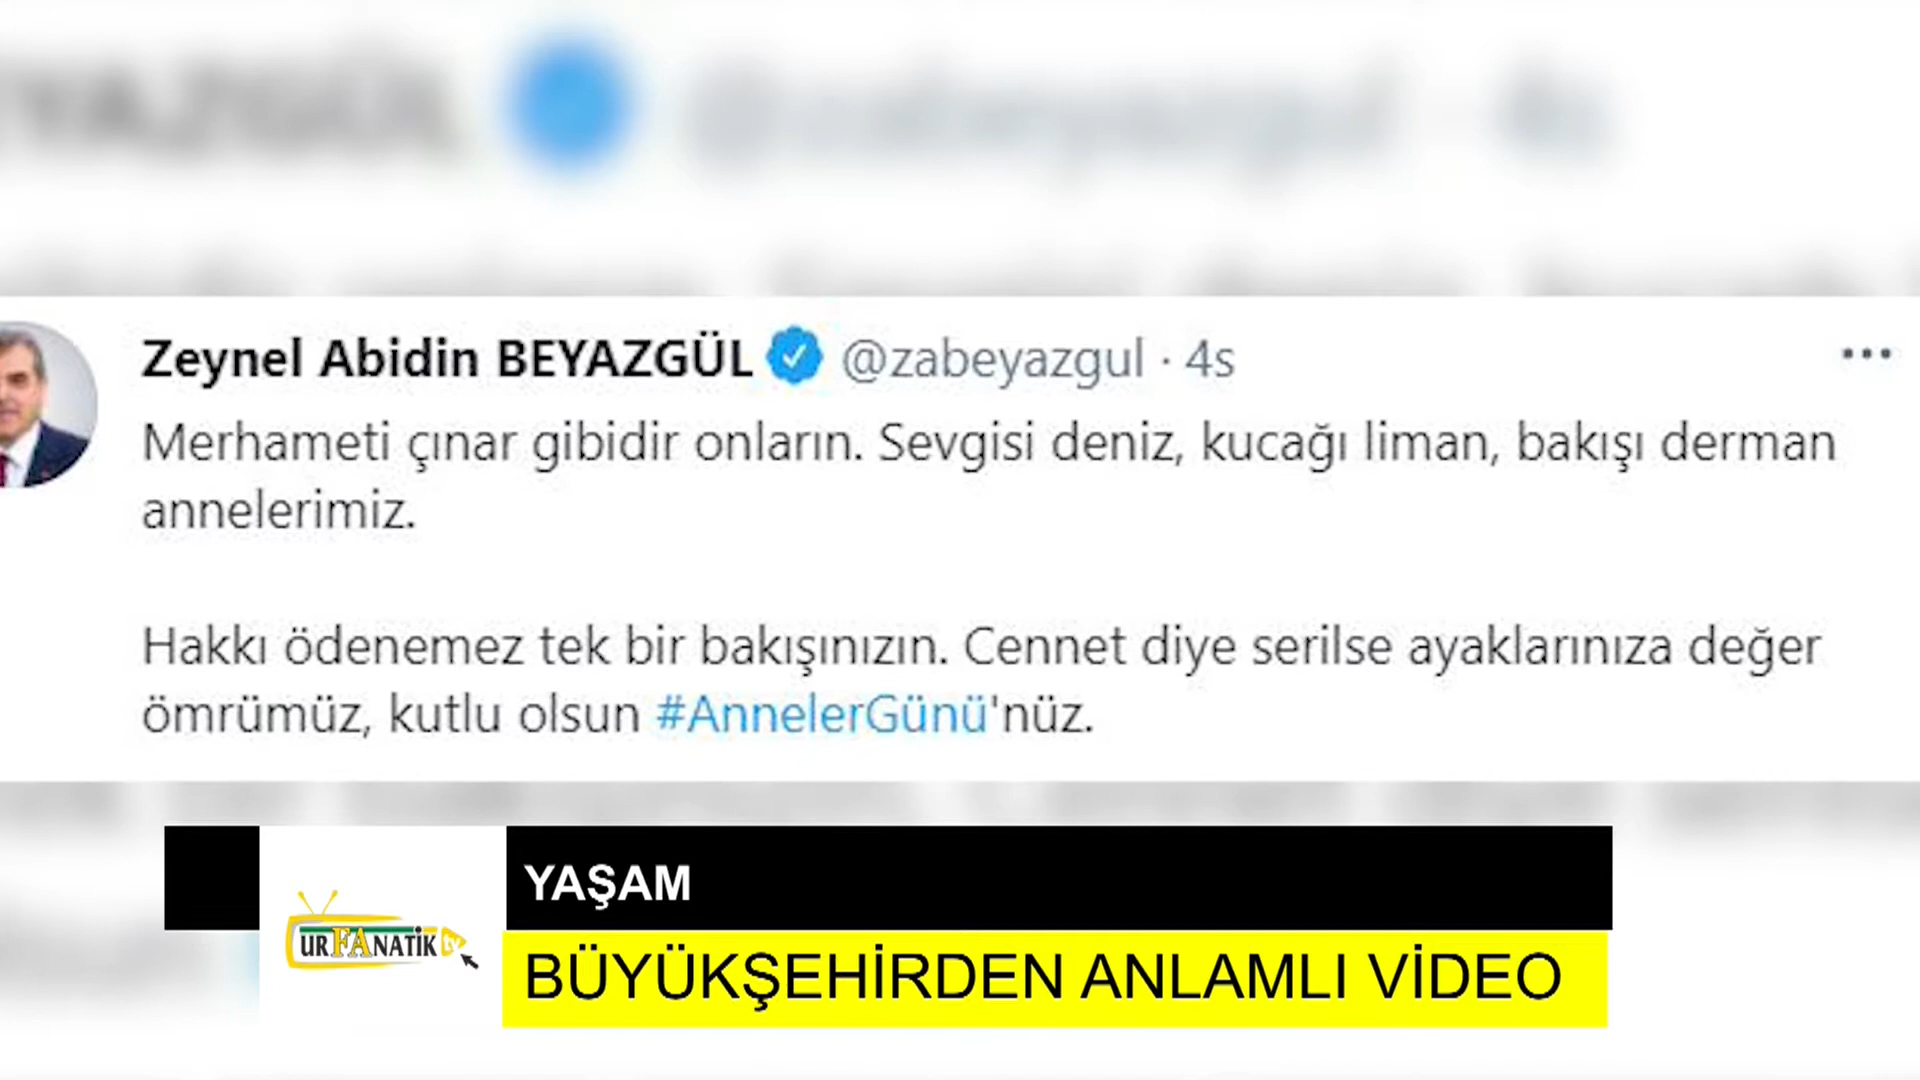 Zeynel Abidin BEYAZGÜL @zabeyazgul · 4s
Merhameti çınar gibidir onların. Sevgisi deniz, kucağı liman, bakışı derman
annelerimiz.
Hakkı ödenemez tek bir bakışınızın. Cennet diye serilse ayaklarınıza değer
ömrümüz, kutlu olsun #AnnelerGünü'nüz.
YAŞAM
URFANATİK tv
BÜYÜKŞEHİRDEN ANLAMLI VİDEO